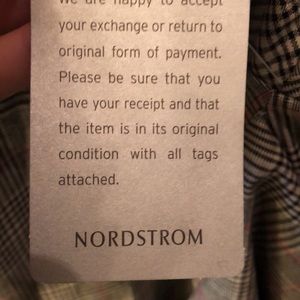 We are happy to accept
your exchange or return to
original form of payment.
Please be sure that you
have your receipt and that
the item is in its original
condition with all tags
attached.
NORDSTROM